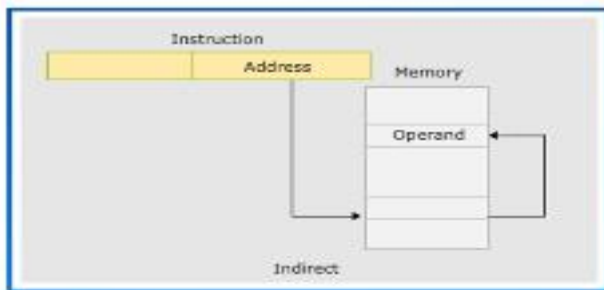 Instruction
Address
Memory
Operand
Indirect